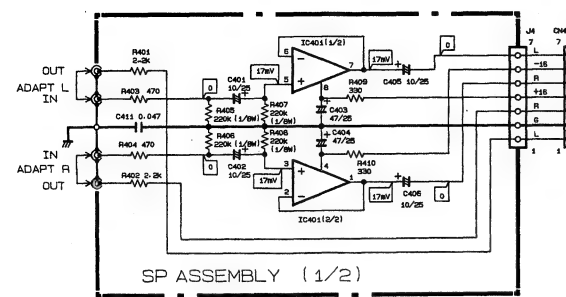 IC401(1/2)
J4
CN4
7
7
L
-16
R
+16
R
G
L
1
1
R401
2-2K
OUT
ADAPT L
IN
R403 470
C411 0.047
0
C401
10/25
17mV
6
5
7
8
17mV
C405
10/25
0
R409
330
R405
220k (1/8W)
R407
220K
(1/8W)
C403
47/25
R406
220k (1/8W)
R408
220K
(1/8W)
C404
47/25
IN
ADAPT R
OUT
R404 470
R402 2-2K
0
C402
10/25
17mV
3
2
1
4
R410
330
17mV
C406
10/25
0
IC401(2/2)
SP ASSEMBLY (1/2)